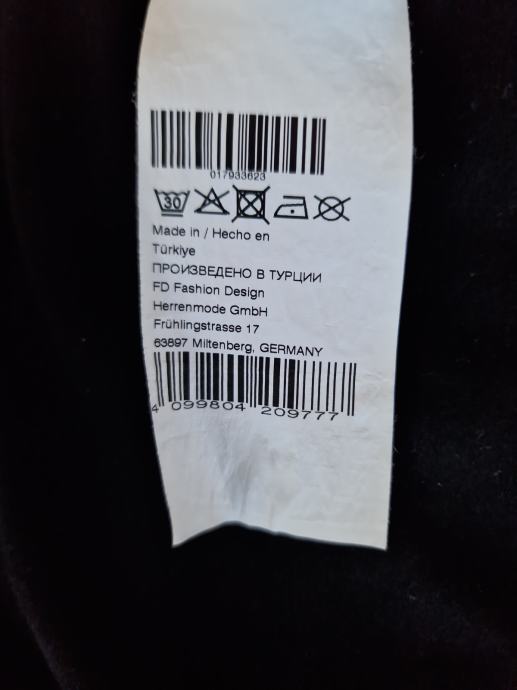 017933623
30
Made in / Hecho en
Türkiye
ПРОИЗВЕДЕНО В ТУРЦИИ
FD Fashion Design
Herrenmode GmbH
Frühlingstrasse 17
63897 Miltenberg, GERMANY
4 099804 209777